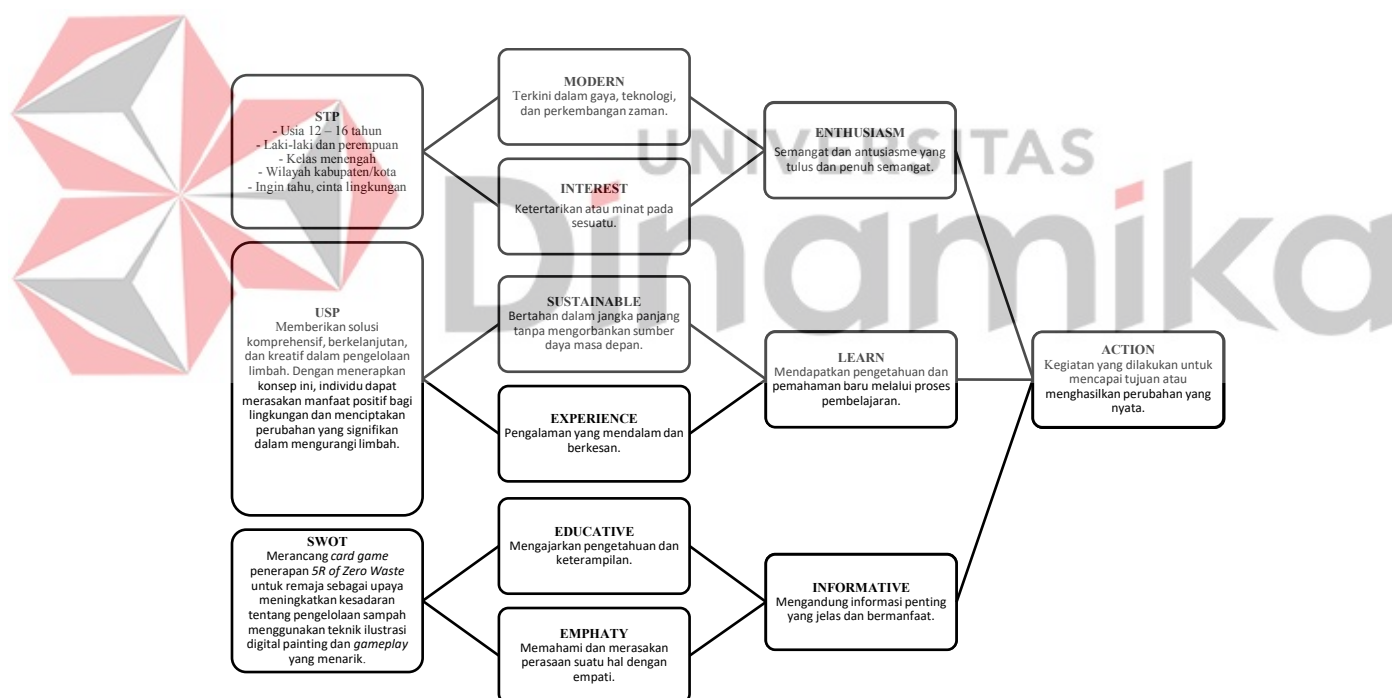 STP
- Usia 12 – 16 tahun
- Laki-laki dan perempuan
- Kelas menengah
- Wilayah kabupaten/kota
- Ingin tahu, cinta lingkungan
USP
Memberikan solusi
komprehensif, berkelanjutan,
dan kreatif dalam pengelolaan
limbah. Dengan menerapkan
konsep ini, individu dapat
merasakan manfaat positif bagi
lingkungan dan menciptakan
perubahan yang signifikan
dalam mengurangi limbah.
SWOT
Merancang card game
penerapan 5R of Zero Waste
untuk remaja sebagai upaya
meningkatkan kesadaran
tentang pengelolaan sampah
menggunakan teknik ilustrasi
digital painting dan gameplay
yang menarik.
MODERN
Terkini dalam gaya, teknologi,
dan perkembangan zaman.
INTEREST
Ketertarikan atau minat pada
sesuatu.
SUSTAINABLE
Bertahan dalam jangka panjang
tanpa mengorbankan sumber
daya masa depan.
EXPERIENCE
Pengalaman yang mendalam dan
berkesan.
EDUCATIVE
Mengajarkan pengetahuan dan
keterampilan.
EMPHATY
Memahami dan merasakan
perasaan suatu hal dengan
empati.
ENTHUSIASM
Semangat dan antusiasme yang
tulus dan penuh semangat.
LEARN
Mendapatkan pengetahuan dan
pemahaman baru melalui proses
pembelajaran.
INFORMATIVE
Mengandung informasi penting
yang jelas dan bermanfaat.
ACTION
Kegiatan yang dilakukan untuk
mencapai tujuan atau
menghasilkan perubahan yang
nyata.
UNIVERSITAS
Dinamika